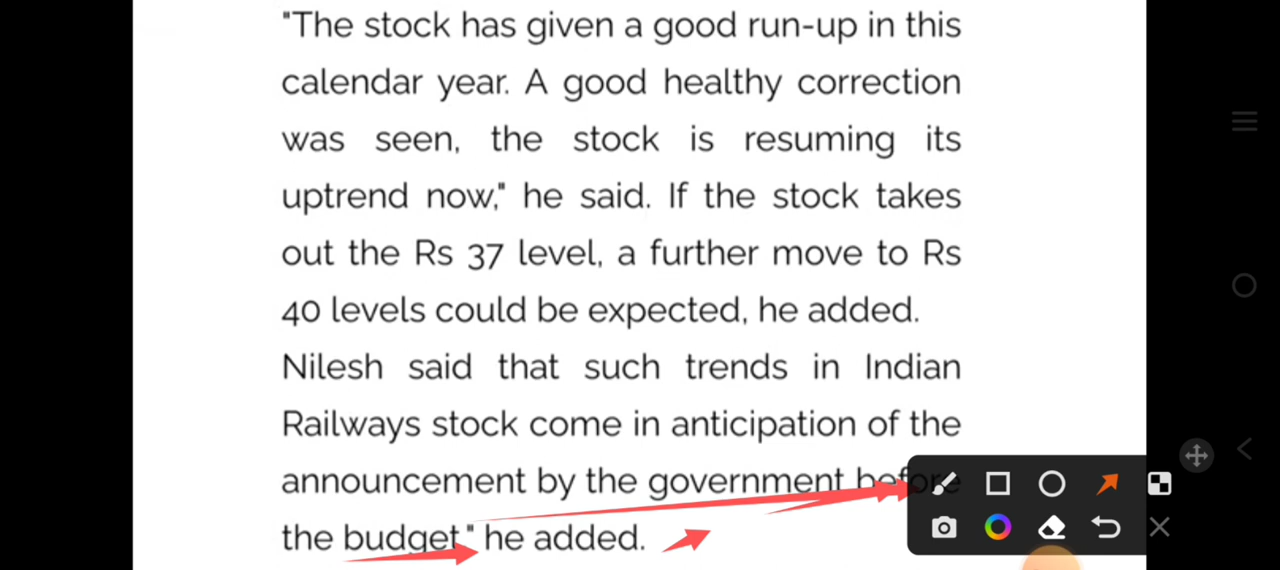 "The stock has given a good run-up in this
calendar year. A good healthy correction
was seen, the stock is resuming its
uptrend now," he said. If the stock takes
out the Rs 37 level, a further move to Rs
40 levels could be expected, he added.
Nilesh said that such trends in Indian
Railways stock come in anticipation of the
announcement by the government before
the budget," he added.